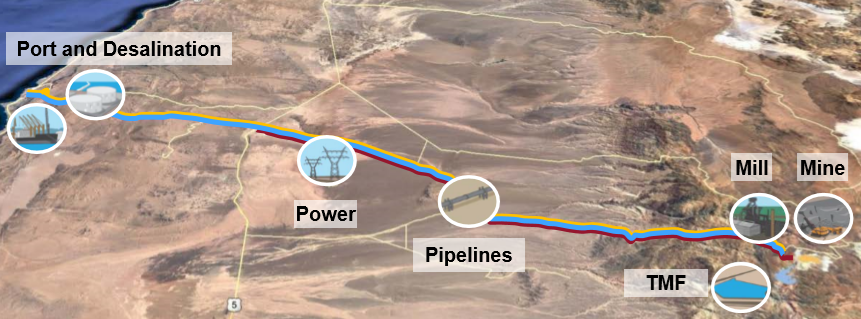 Port and Desalination
Mill
Mine
Power
Pipelines
TMF
5